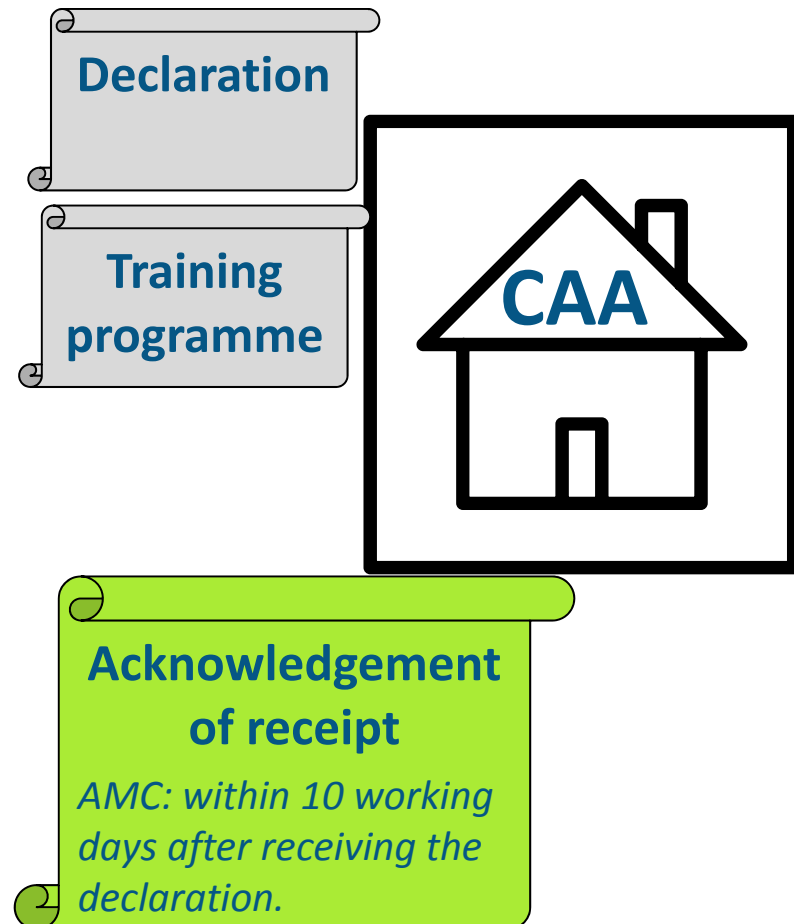 Declaration
Training
programme
CAA
Acknowledgement
of receipt
AMC: within 10 working
days after receiving the
declaration.